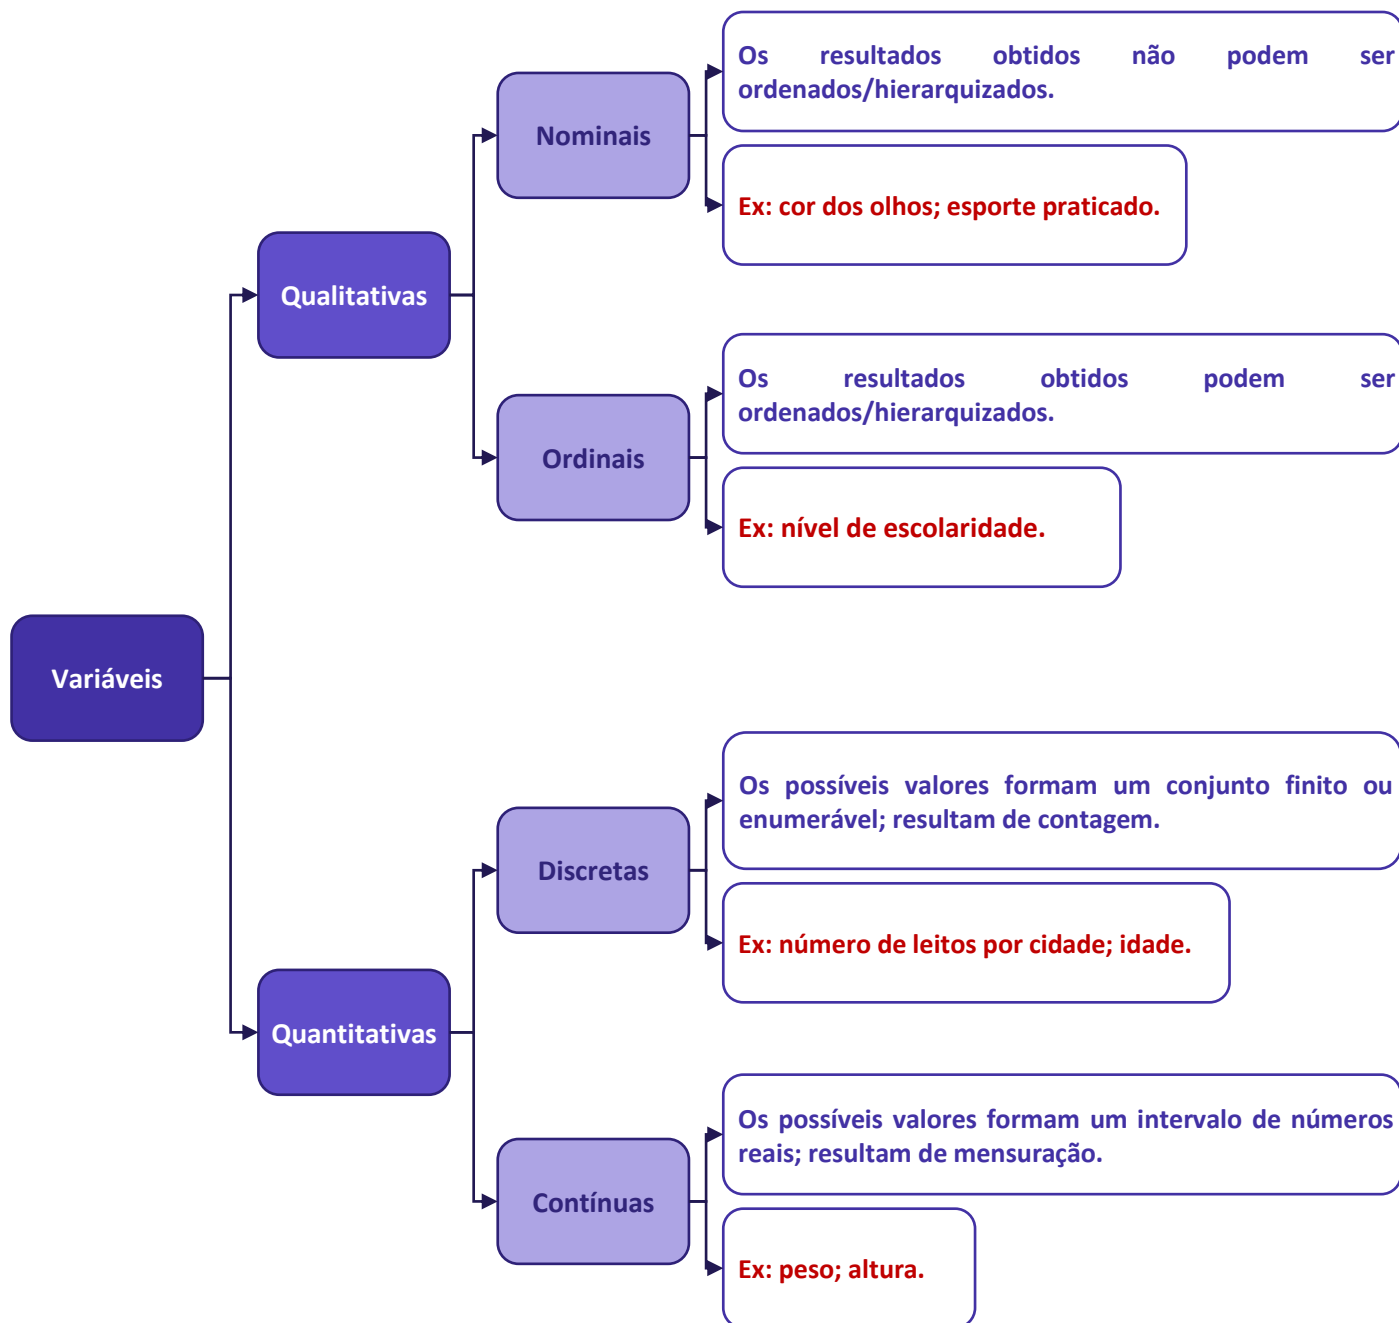 Variáveis
Qualitativas
Nominais
Os resultados obtidos não podem ser
ordenados/hierarquizados.
Ex: cor dos olhos; esporte praticado.
Ordinais
Os resultados obtidos podem ser
ordenados/hierarquizados.
Ex: nível de escolaridade.
Quantitativas
Discretas
Os possíveis valores formam um conjunto finito ou
enumerável; resultam de contagem.
Ex: número de leitos por cidade; idade.
Contínuas
Os possíveis valores formam um intervalo de números
reais; resultam de mensuração.
Ex: peso; altura.